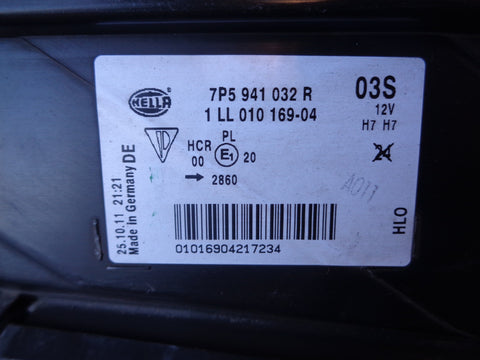 HELLA
7P5 941 032 R
03S
1 LL 010 169-04
12V
H7 H7
HCR
PL
00
E1
20
24
→ 2860
A011
25.10.11 21:21
Made in Germany
DE
01016904217234
HLO